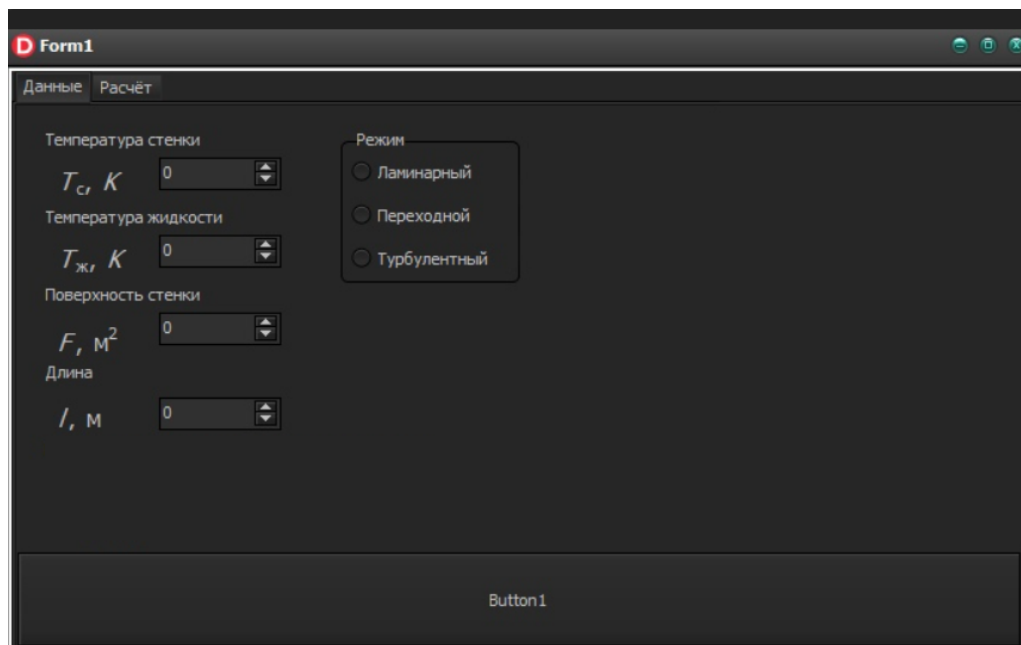 D Form1
Данные Расчёт
Температура стенки
Tс, K 0
Температура жидкости
Tж, K 0
Поверхность стенки
F, м²
0
Длина
l, м 0
Режим
Ламинарный
Переходной
Турбулентный
Button1